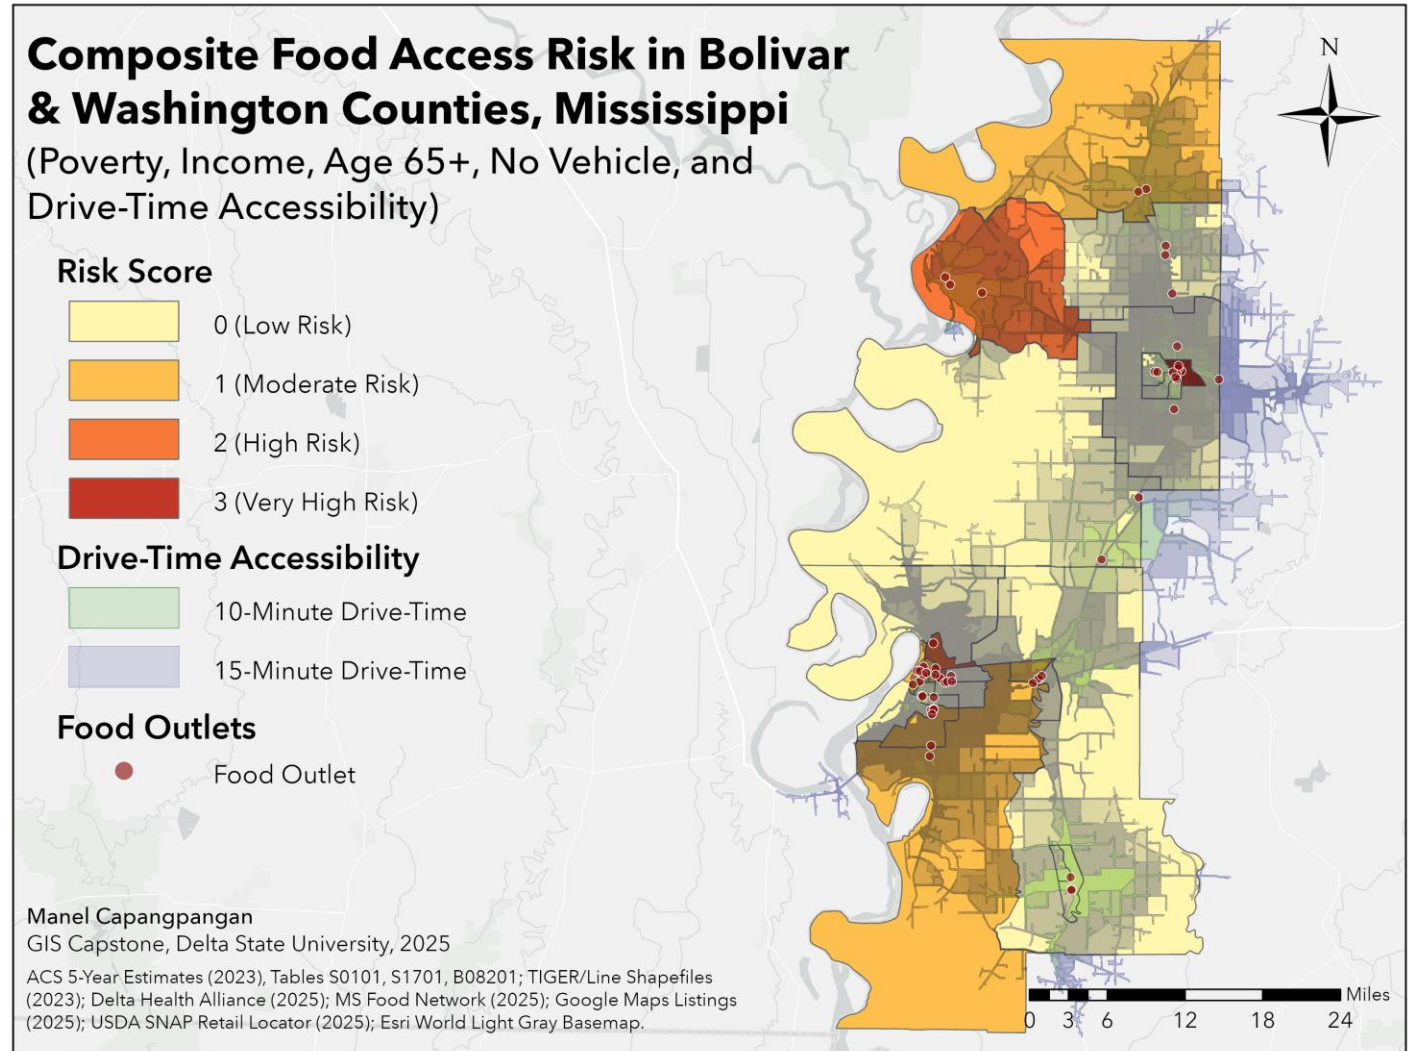 Composite Food Access Risk in Bolivar
& Washington Counties, Mississippi
(Poverty, Income, Age 65+, No Vehicle, and
Drive-Time Accessibility)
Risk Score
0 (Low Risk)
1 (Moderate Risk)
2 (High Risk)
3 (Very High Risk)
Drive-Time Accessibility
10-Minute Drive-Time
15-Minute Drive-Time
Food Outlets
Food Outlet
Manel Capangpangan
GIS Capstone, Delta State University, 2025
ACS 5-Year Estimates (2023), Tables S0101, S1701, B08201; TIGER/Line Shapefiles
(2023); Delta Health Alliance (2025); MS Food Network (2025); Google Maps Listings
(2025); USDA SNAP Retail Locator (2025); Esri World Light Gray Basemap.
N
Miles
0 3 6 12 18 24